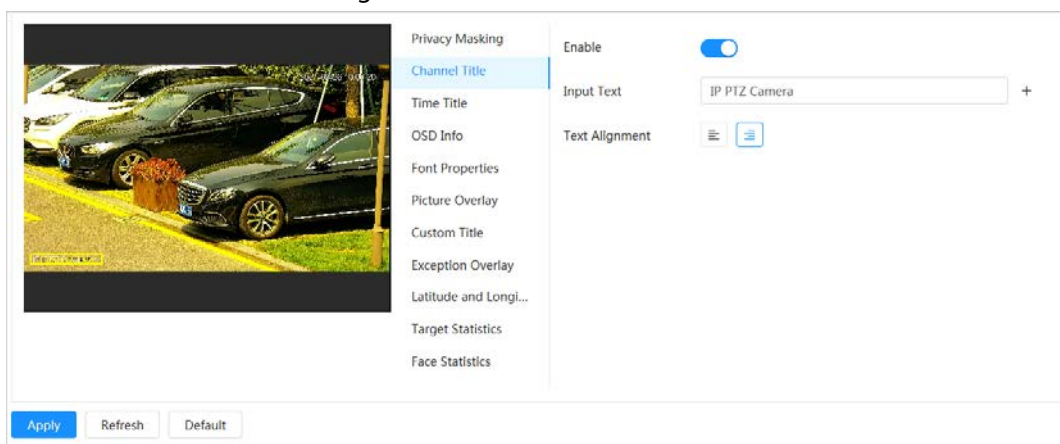 Privacy Masking
Channel Title
Time Title
OSD Info
Font Properties
Picture Overlay
Custom Title
Exception Overlay
Latitude and Longi...
Target Statistics
Face Statistics
Enable
Input Text IP PTZ Camera +
Text Alignment
Apply Refresh Default